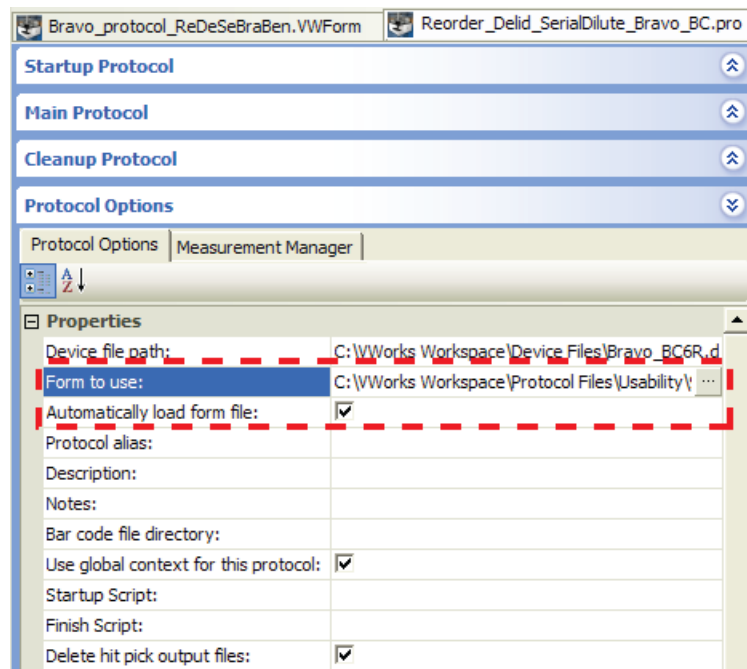 Bravo_protocol_ReDeSeBraBen.VWForm Reorder_Delid_SerialDilute_Bravo_BC.pro
Startup Protocol
Main Protocol
Cleanup Protocol
Protocol Options
Protocol Options Measurement Manager
A
Z
Properties
Device file path: C:\VWorks Workspace\Device Files\Bravo_BC6R.d
Form to use: C:\VWorks Workspace\Protocol Files\Usability\ ...
Automatically load form file:
Protocol alias:
Description:
Notes:
Bar code file directory:
Use global context for this protocol:
Startup Script:
Finish Script:
Delete hit pick output files: